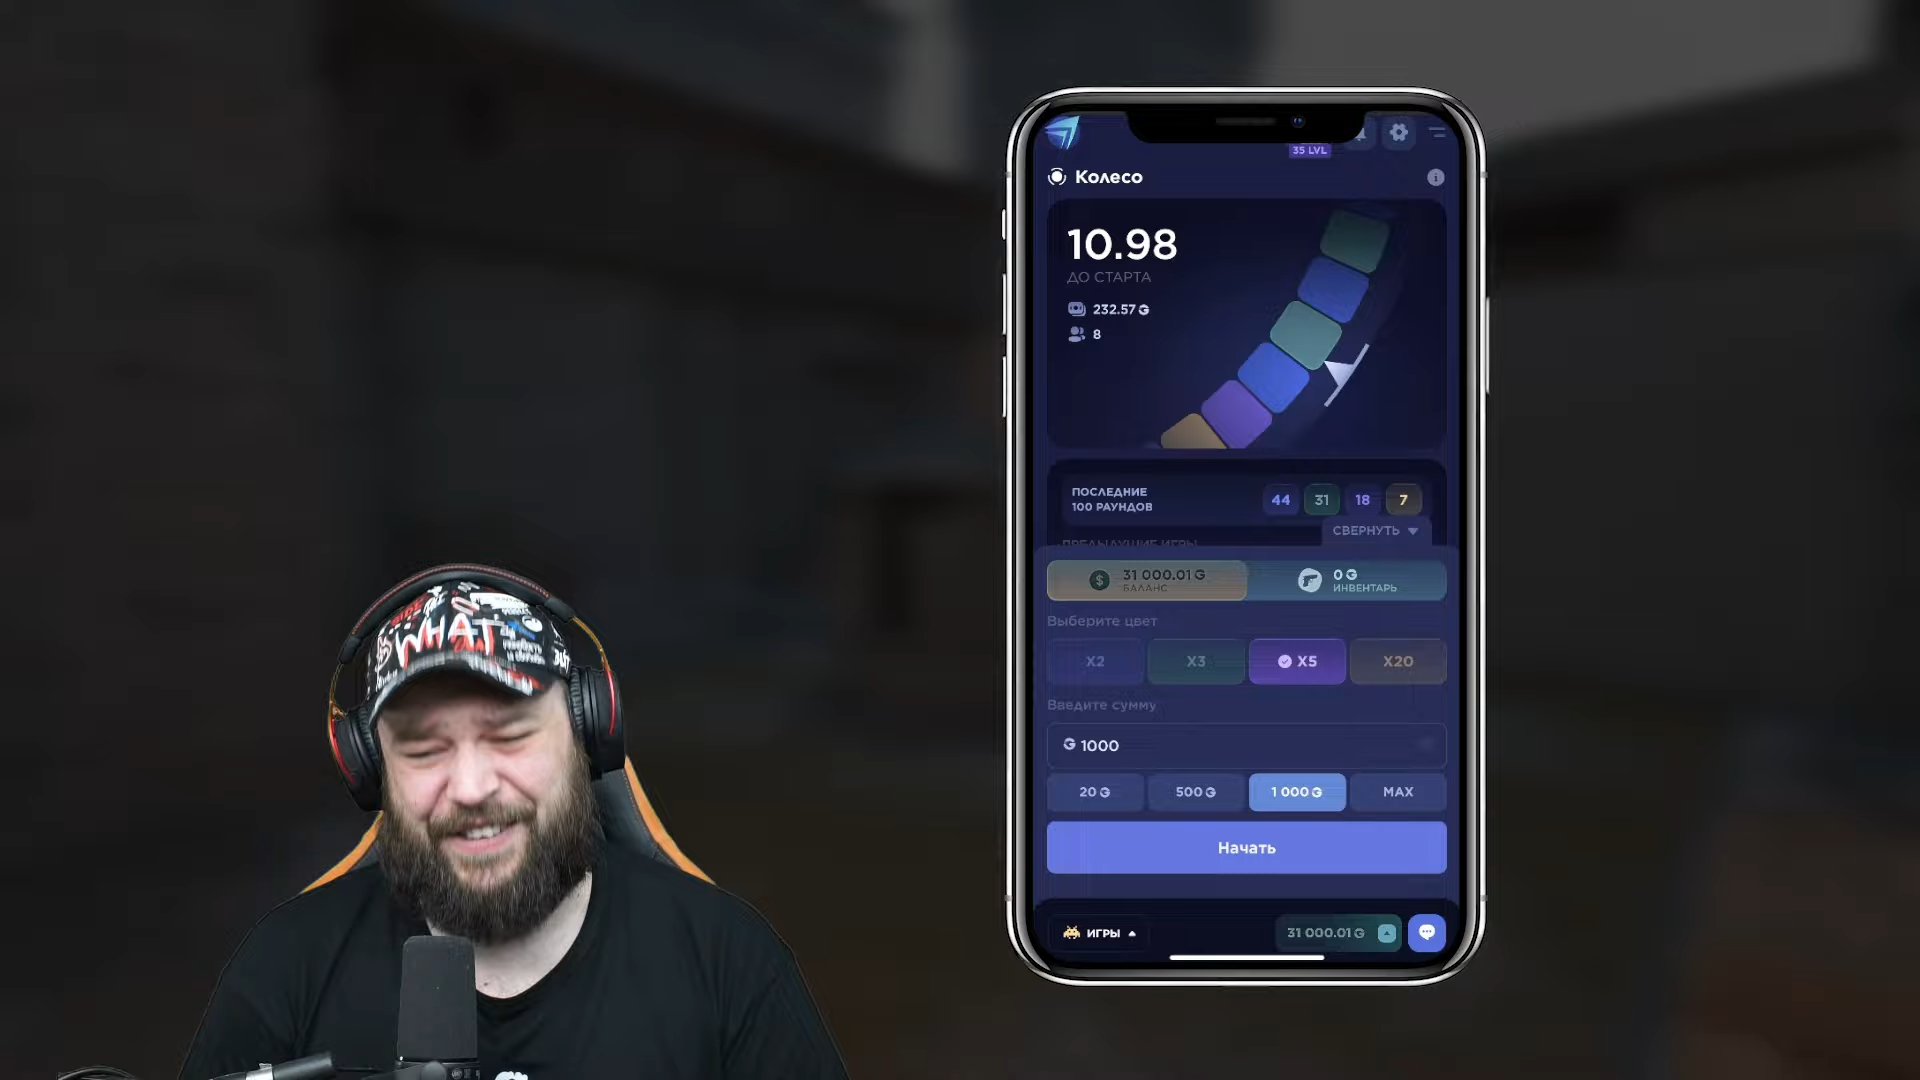 35 LVL
Колесо
10.98
ДО СТАРТА
232.57 G
8
ПОСЛЕДНИЕ
100 РАУНДОВ
44 31 18 7
СВЕРНУТЬ
ПРЕДЫДУЩИЕ ИГРЫ
31 000.01 G
БАЛАНС
0 G
ИНВЕНТАРЬ
Выберите цвет
X2 X3 X5 X20
Введите сумму
G 1000
20 G 500 G 1 000 G MAX
Начать
ИГРЫ
31 000.01 G
WHAT